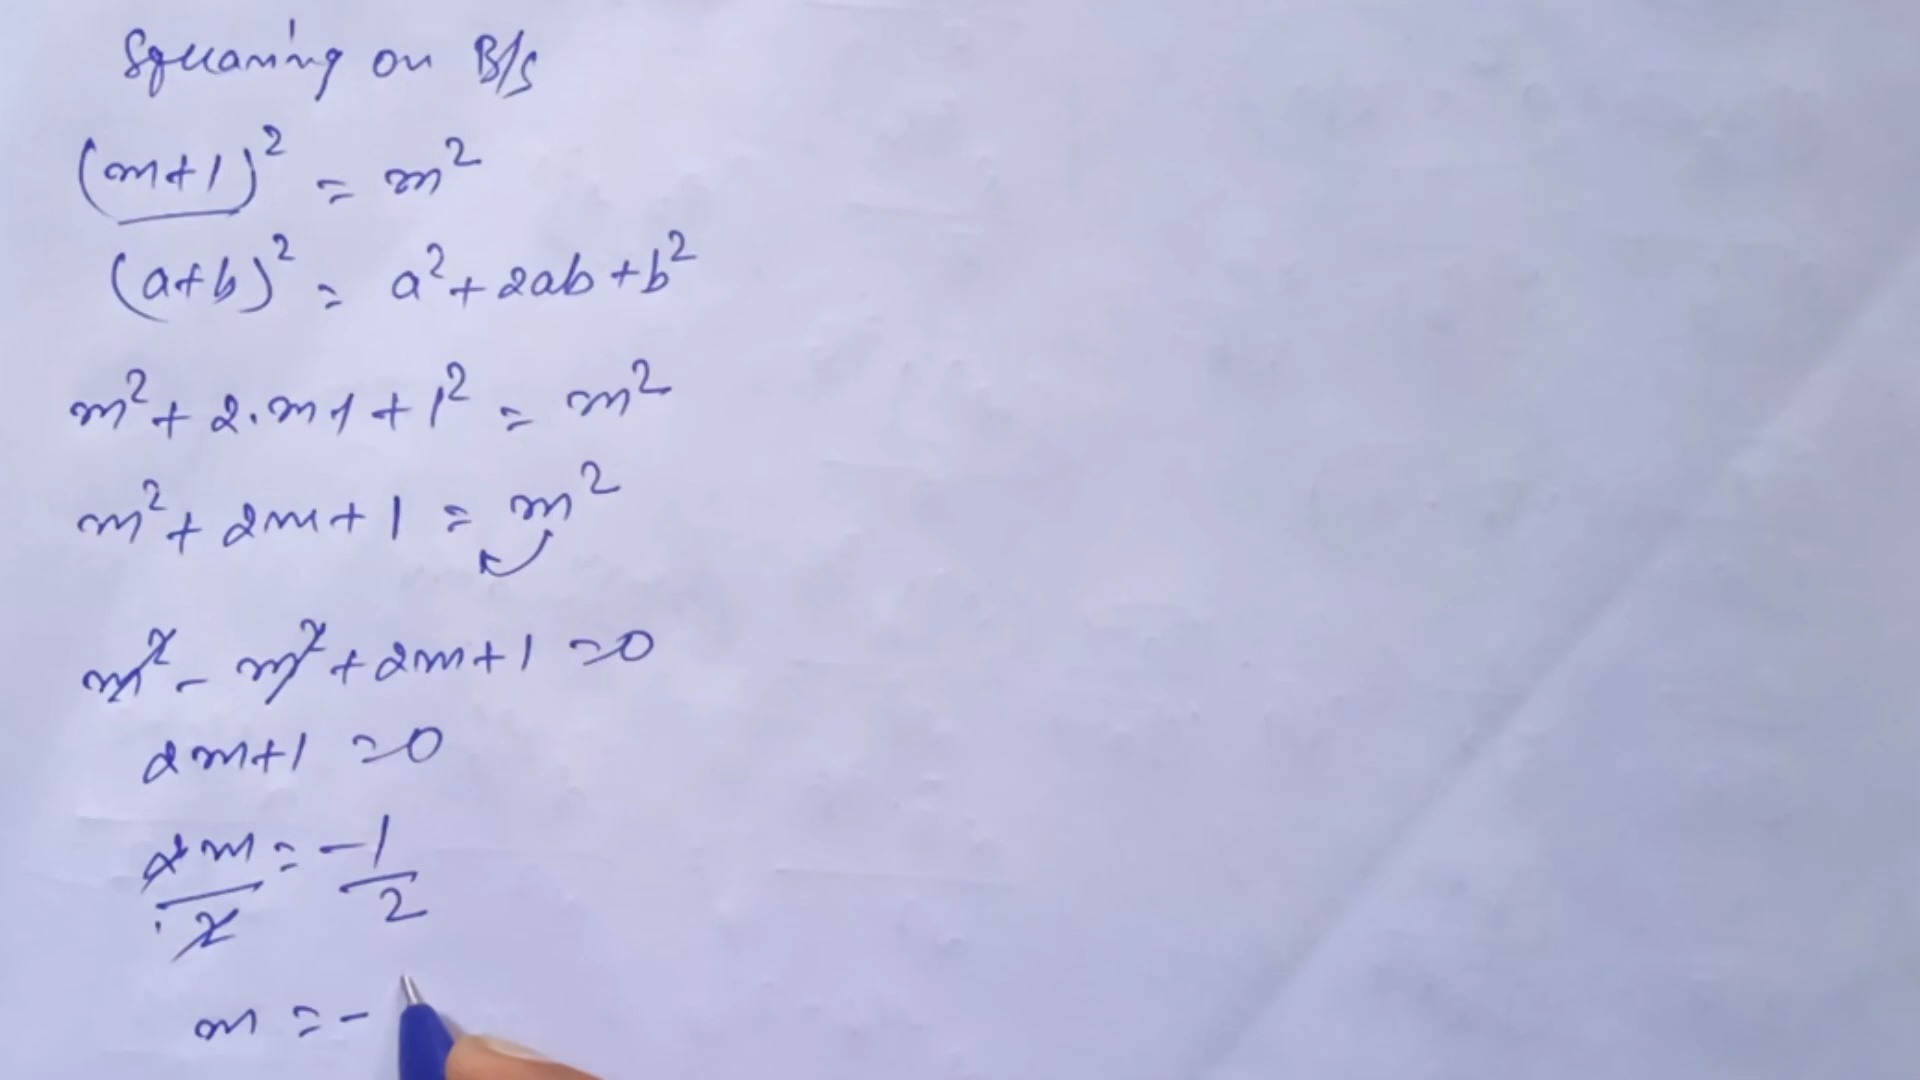 Squaring on B/S
(m+1)² = m²
(a+b)² = a²+2ab+b²
m²+2.m1+1² = m²
m²+2m+1 = m²
m²-m²+2m+1=0
2m+1=0
2m/2 = -1/2
m = -